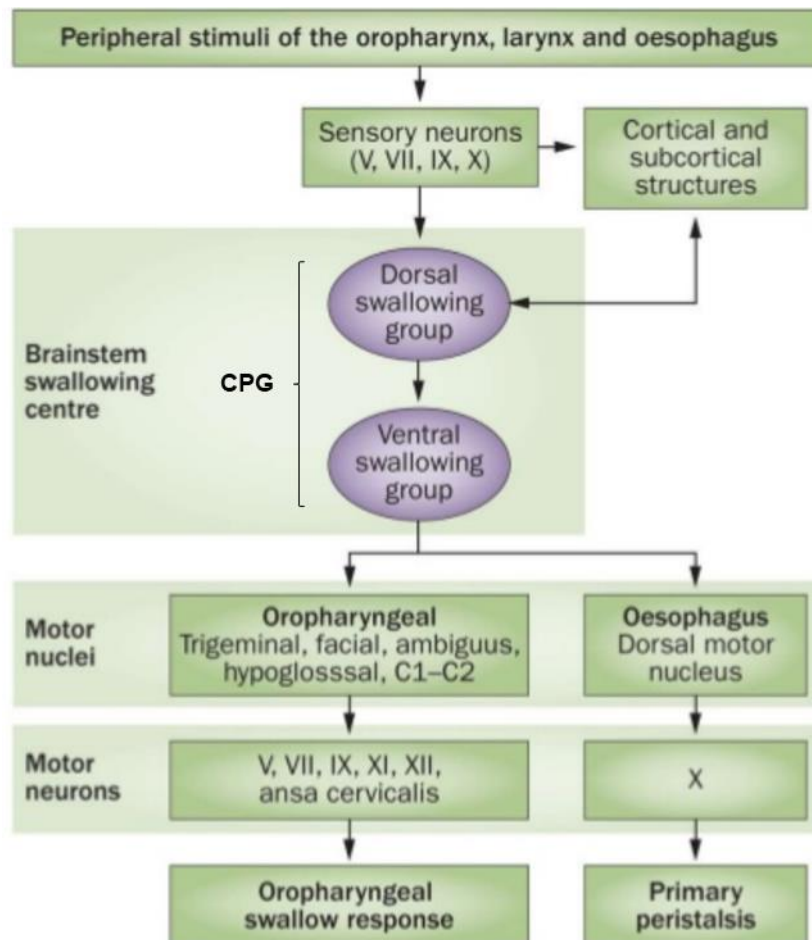 Peripheral stimuli of the oropharynx, larynx and oesophagus
Sensory neurons
(V, VII, IX, X)
Cortical and
subcortical
structures
Dorsal
swallowing
group
Brainstem
swallowing
centre
CPG
Ventral
swallowing
group
Motor
nuclei
Oropharyngeal
Trigeminal, facial, ambiguus,
hypoglosssal, C1–C2
Oesophagus
Dorsal motor
nucleus
Motor
neurons
V, VII, IX, XI, XII,
ansa cervicalis
X
Oropharyngeal
swallow response
Primary
peristalsis